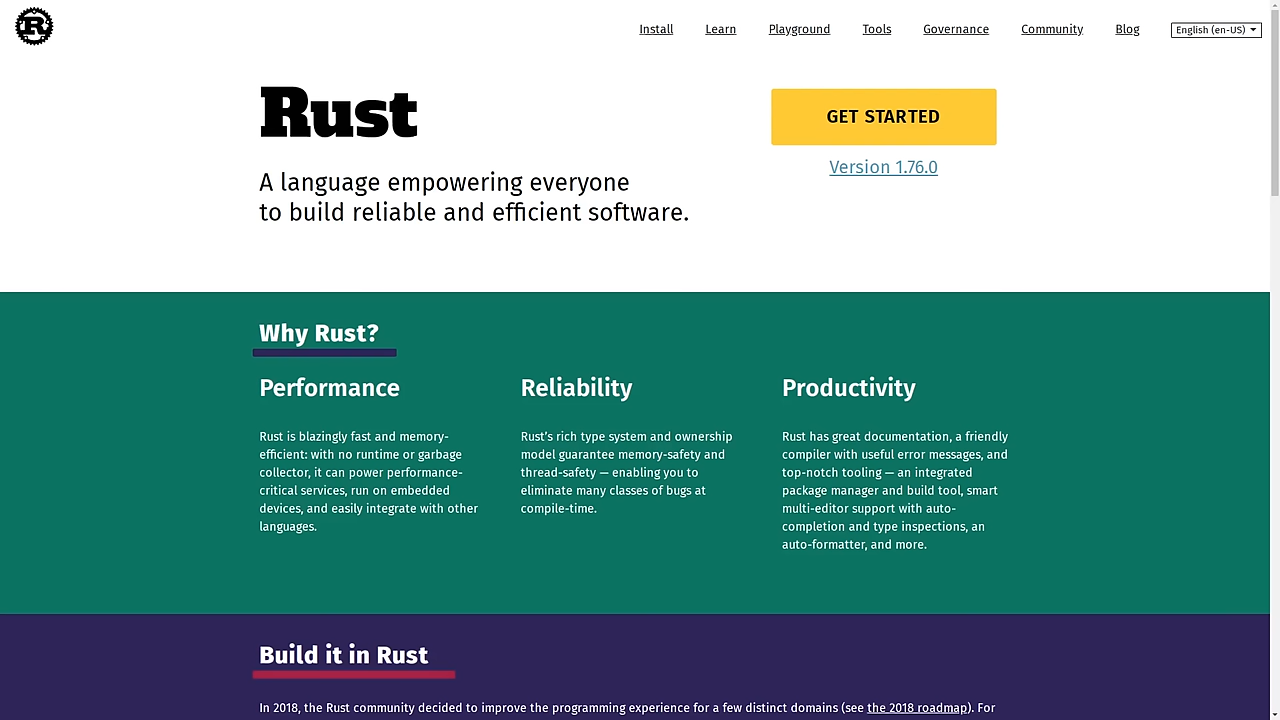 R
Install Learn Playground Tools Governance Community Blog English (en-US)
Rust
GET STARTED
Version 1.76.0
A language empowering everyone
to build reliable and efficient software.
Why Rust?
Performance
Rust is blazingly fast and memory-
efficient: with no runtime or garbage
collector, it can power performance-
critical services, run on embedded
devices, and easily integrate with other
languages.
Reliability
Rust’s rich type system and ownership
model guarantee memory-safety and
thread-safety — enabling you to
eliminate many classes of bugs at
compile-time.
Productivity
Rust has great documentation, a friendly
compiler with useful error messages, and
top-notch tooling — an integrated
package manager and build tool, smart
multi-editor support with auto-
completion and type inspections, an
auto-formatter, and more.
Build it in Rust
In 2018, the Rust community decided to improve the programming experience for a few distinct domains (see the 2018 roadmap). For